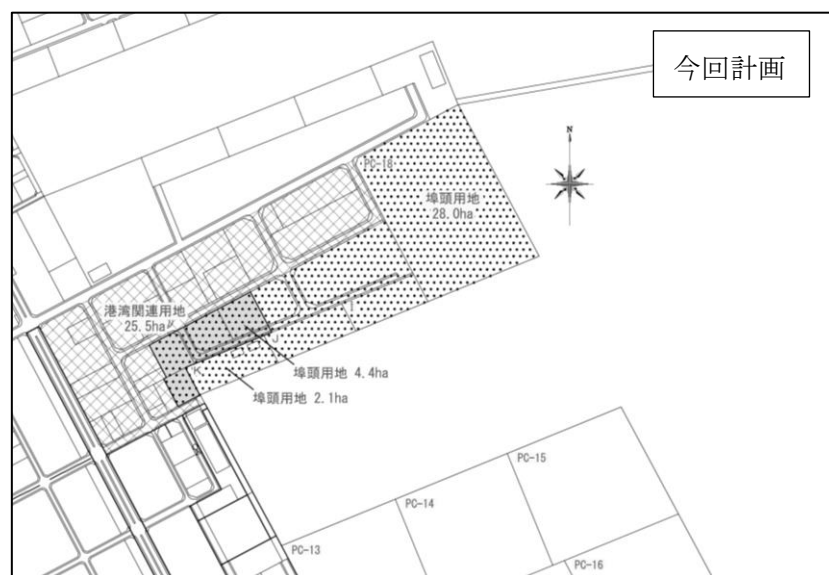 今回計画
N
PC-18
埠頭用地
28.0ha
港湾関連用地
25.5ha
J
K
埠頭用地 4.4ha
埠頭用地 2.1ha
PC-15
PC-14
PC-13
PC-16